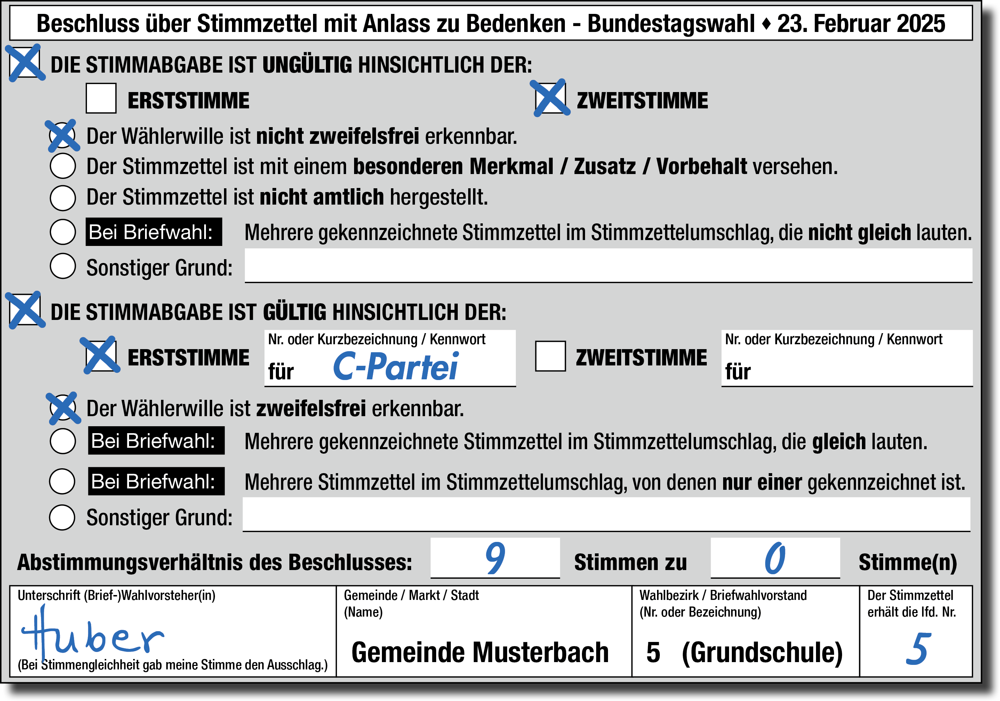 Beschluss über Stimmzettel mit Anlass zu Bedenken - Bundestagswahl ♦ 23. Februar 2025
DIE STIMMABGABE IST UNGÜLTIG HINSICHTLICH DER:
ERSTSTIMME ZWEITSTIMME
Der Wählerwille ist nicht zweifelsfrei erkennbar.
Der Stimmzettel ist mit einem besonderen Merkmal / Zusatz / Vorbehalt versehen.
Der Stimmzettel ist nicht amtlich hergestellt.
Bei Briefwahl: Mehrere gekennzeichnete Stimmzettel im Stimmzettelumschlag, die nicht gleich lauten.
Sonstiger Grund:
DIE STIMMABGABE IST GÜLTIG HINSICHTLICH DER:
Nr. oder Kurzbezeichnung / Kennwort Nr. oder Kurzbezeichnung / Kennwort
ERSTSTIMME für C-Partei ZWEITSTIMME für
Der Wählerwille ist zweifelsfrei erkennbar.
Bei Briefwahl: Mehrere gekennzeichnete Stimmzettel im Stimmzettelumschlag, die gleich lauten.
Bei Briefwahl: Mehrere Stimmzettel im Stimmzettelumschlag, von denen nur einer gekennzeichnet ist.
Sonstiger Grund:
Abstimmungsverhältnis des Beschlusses: 9 Stimmen zu 0 Stimme(n)
Unterschrift (Brief-)Wahlvorsteher(in)
Huber
(Bei Stimmengleichheit gab meine Stimme den Ausschlag.)
Gemeinde / Markt / Stadt
(Name)
Gemeinde Musterbach
Wahlbezirk / Briefwahlvorstand
(Nr. oder Bezeichnung)
5 (Grundschule)
Der Stimmzettel
erhält die lfd. Nr.
5